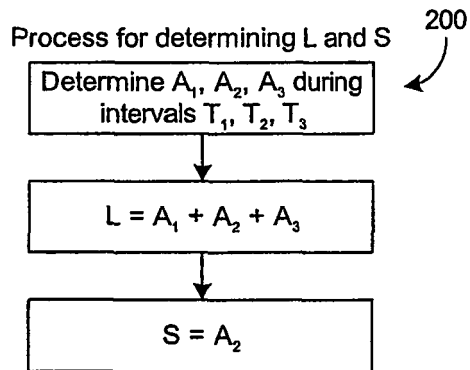 200
Process for determining L and S
Determine A₁, A₂, A₃ during
intervals T₁, T₂, T₃
L = A₁ + A₂ + A₃
S = A₂